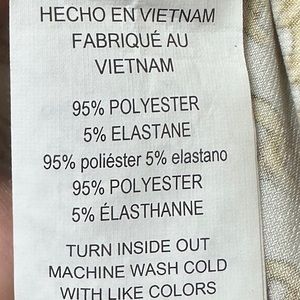 HECHO EN VIETNAM
FABRIQUÉ AU
VIETNAM
95% POLYESTER
5% ELASTANE
95% poliéster 5% elastano
95% POLYESTER
5% ÉLASTHANNE
TURN INSIDE OUT
MACHINE WASH COLD
WITH LIKE COLORS